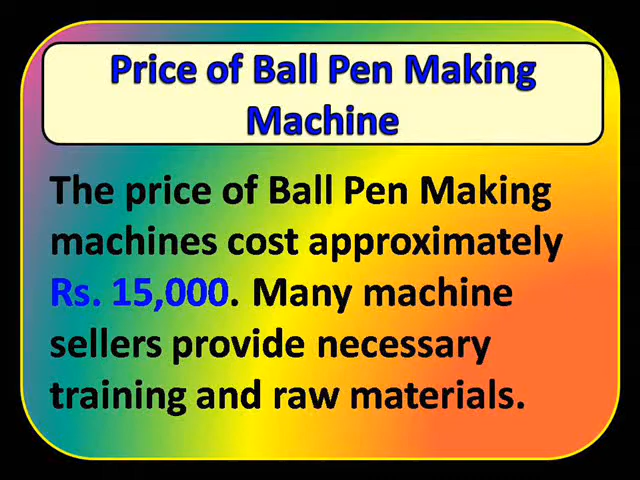 Price of Ball Pen Making
Machine
The price of Ball Pen Making
machines cost approximately
Rs. 15,000. Many machine
sellers provide necessary
training and raw materials.